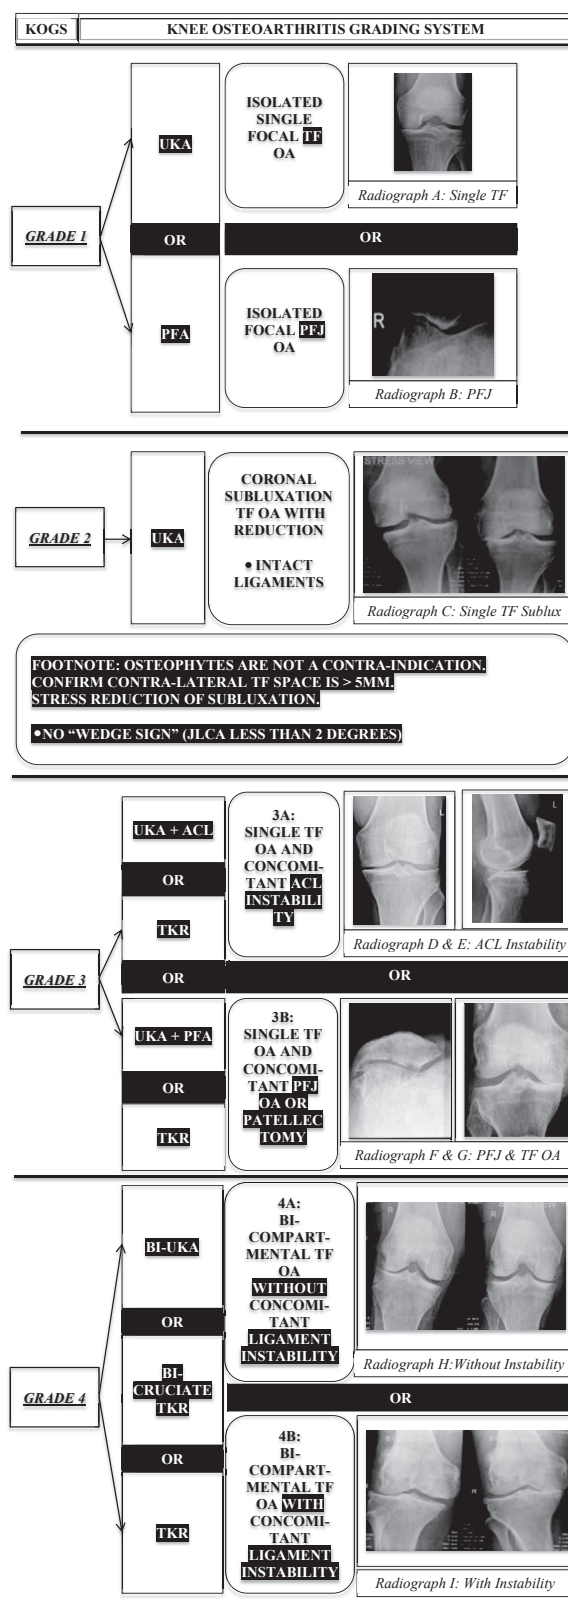 KOGS
KNEE OSTEOARTHRITIS GRADING SYSTEM
GRADE 1
UKA
ISOLATED
SINGLE
FOCAL TF
OA
Radiograph A: Single TF
OR
OR
PFA
ISOLATED
FOCAL PFJ
OA
R
Radiograph B: PFJ
GRADE 2
UKA
CORONAL
SUBLUXATION
TF OA WITH
REDUCTION
• INTACT
LIGAMENTS
STRESS VIEW
Radiograph C: Single TF Sublux
FOOTNOTE: OSTEOPHYTES ARE NOT A CONTRA-INDICATION.
CONFIRM CONTRA-LATERAL TF SPACE IS > 5MM.
STRESS REDUCTION OF SUBLUXATION.
•NO “WEDGE SIGN” (JLCA LESS THAN 2 DEGREES)
GRADE 3
UKA + ACL
OR
TKR
3A:
SINGLE TF
OA AND
CONCOMI-
TANT ACL
INSTABILI
TY
L
L
Radiograph D & E: ACL Instability
OR
OR
UKA + PFA
OR
TKR
3B:
SINGLE TF
OA AND
CONCOMI-
TANT PFJ
OA OR
PATELLEC
TOMY
Radiograph F & G: PFJ & TF OA
GRADE 4
BI-UKA
OR
BI-
CRUCIATE
TKR
OR
TKR
4A:
BI-
COMPART-
MENTAL TF
OA
WITHOUT
CONCOMI-
TANT
LIGAMENT
INSTABILITY
R
R
Radiograph H:Without Instability
OR
4B:
BI-
COMPART-
MENTAL TF
OA WITH
CONCOMI-
TANT
LIGAMENT
INSTABILITY
R
Radiograph I: With Instability